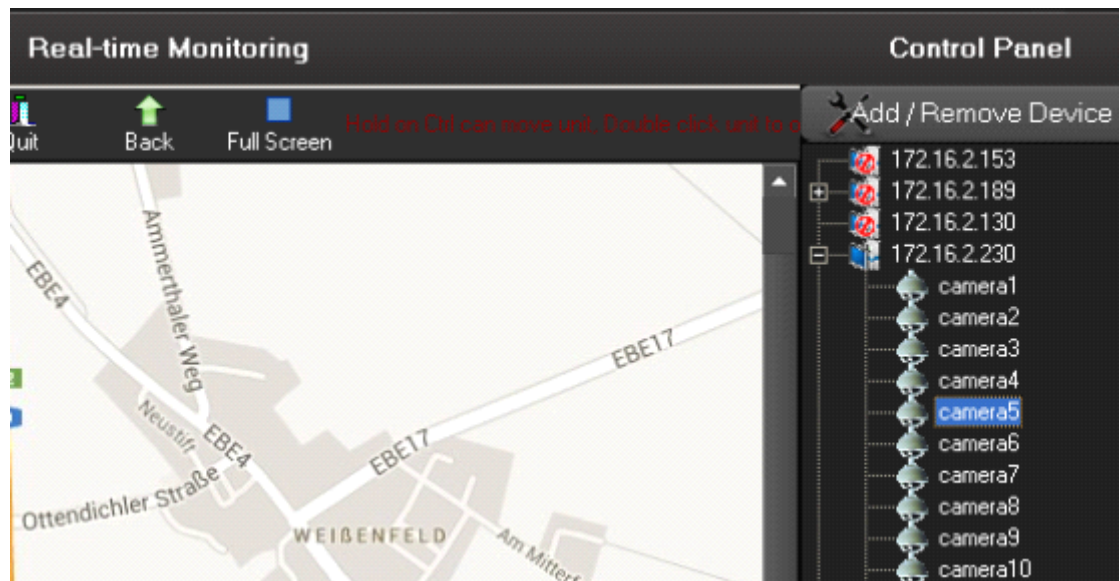 Real-time Monitoring
Control Panel
Quit
Back
Full Screen
Hold on Ctrl can move unit, Double click unit to
Add / Remove Device
172.16.2.153
172.16.2.189
172.16.2.130
172.16.2.230
camera1
camera2
camera3
camera4
camera5
camera6
camera7
camera8
camera9
camera10
Ammerthaler Weg
EBE4
EBE17
Neustift
EBE4
EBE17
Ottendichler Straße
WEIßENFELD
Am Mitterf